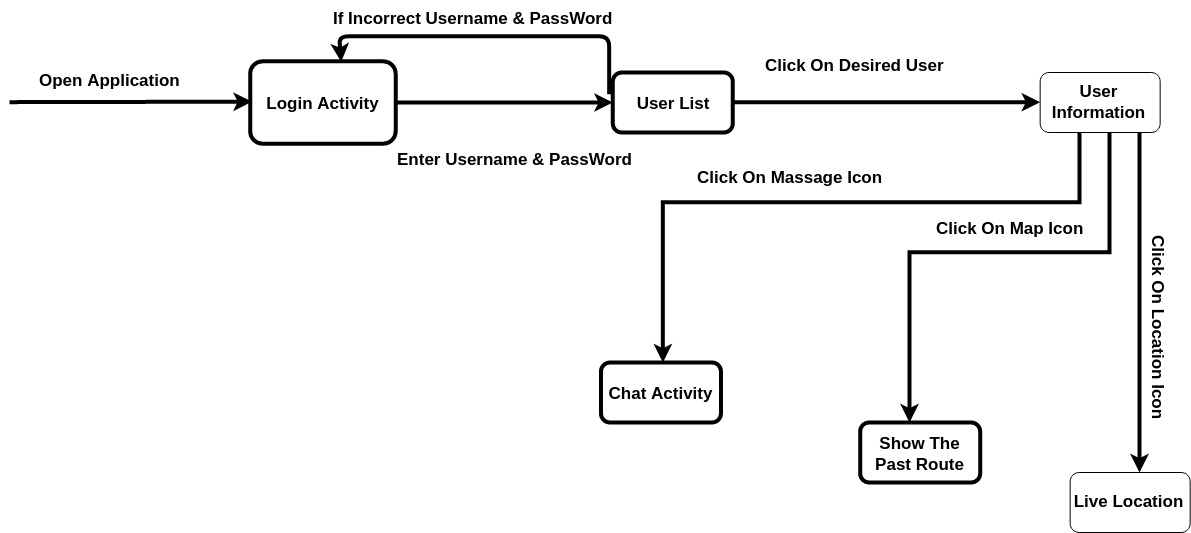 If Incorrect Username & PassWord
Open Application
Login Activity
User List
Click On Desired User
User
Information
Enter Username & PassWord
Click On Massage Icon
Click On Map Icon
Click On Location Icon
Chat Activity
Show The
Past Route
Live Location